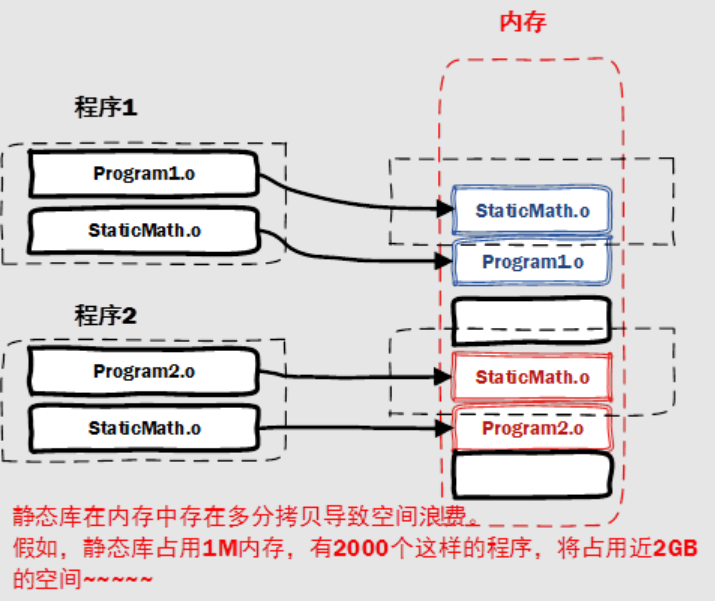 内存
程序1
Program1.o
StaticMath.o
StaticMath.o
Program1.o
程序2
Program2.o
StaticMath.o
StaticMath.o
Program2.o
静态库在内存中存在多分拷贝导致空间浪费。
假如，静态库占用1M内存，有2000个这样的程序，将占用近2GB
的空间~~~~~